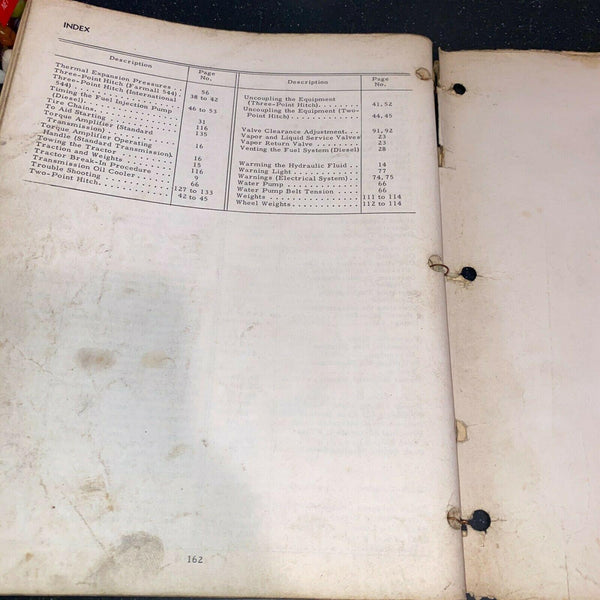 INDEX
Description
Page No.
Thermal Expansion Pressures . 56
Three-Point Hitch (Farmall 544) . 38 to 42
Three-Point Hitch (International
544) . . . . . . . . . 46 to 53
Timing the Fuel Injection Pump
(Diesel). . . . . . . . 31
Tire Chains. . . . . . . . 116
To Aid Starting . . . . . . . 135
Torque Amplifier (Standard
Transmission) . . . . . . . 16
Torque Amplifier Operating
Handle (Standard Transmission). 16
Towing the Tractor . . . . . . 15
Traction and Weights . . . . . 116
Tractor Break-In Procedure . . . . 9
Transmission Oil Cooler . . . . . 66
Trouble Shooting . . . . . . . 127 to 133
Two-Point Hitch. . . . . . . 42 to 45
Description
Page No.
Uncoupling the Equipment
(Three-Point Hitch). . . . . . . 41, 52
Uncoupling the Equipment (Two-
Point Hitch) . . . . . . . . 44, 45
Valve Clearance Adjustment. . . . 91, 92
Vapor and Liquid Service Valves 23
Vapor Return Valve . . . . . . 23
Venting the Fuel System (Diesel) . 28
Warming the Hydraulic Fluid . . 14
Warning Light . . . . . . . . 77
Warnings (Electrical System) . . . 74, 75
Water Pump . . . . . . . . 66
Water Pump Belt Tension 66
Weights . . . . . . . . . 111 to 114
Wheel Weights . . . . . . . . 112 to 114
162